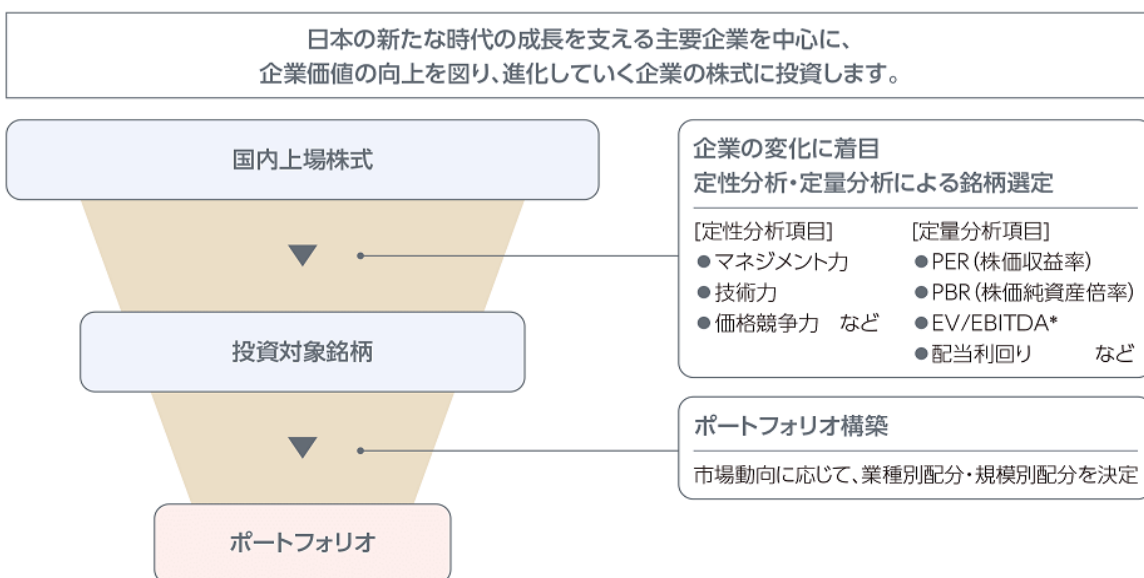 日本の新たな時代の成長を支える主要企業を中心に、
企業価値の向上を図り、進化していく企業の株式に投資します。
国内上場株式
企業の変化に着目
定性分析・定量分析による銘柄選定
[定性分析項目]
●マネジメント力
●技術力
●価格競争力 など
[定量分析項目]
●PER(株価収益率)
●PBR(株価純資産倍率)
●EV/EBITDA*
●配当利回り など
投資対象銘柄
ポートフォリオ構築
市場動向に応じて、業種別配分・規模別配分を決定
ポートフォリオ